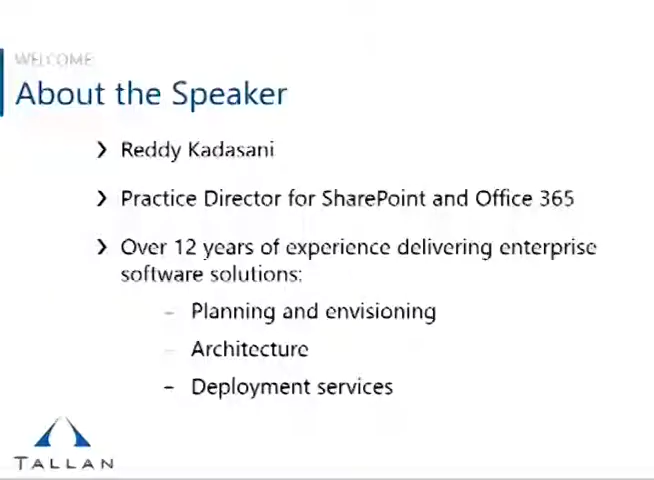 WELCOME
About the Speaker
❯ Reddy Kadasani
❯ Practice Director for SharePoint and Office 365
❯ Over 12 years of experience delivering enterprise
software solutions:
– Planning and envisioning
– Architecture
– Deployment services
TALLAN